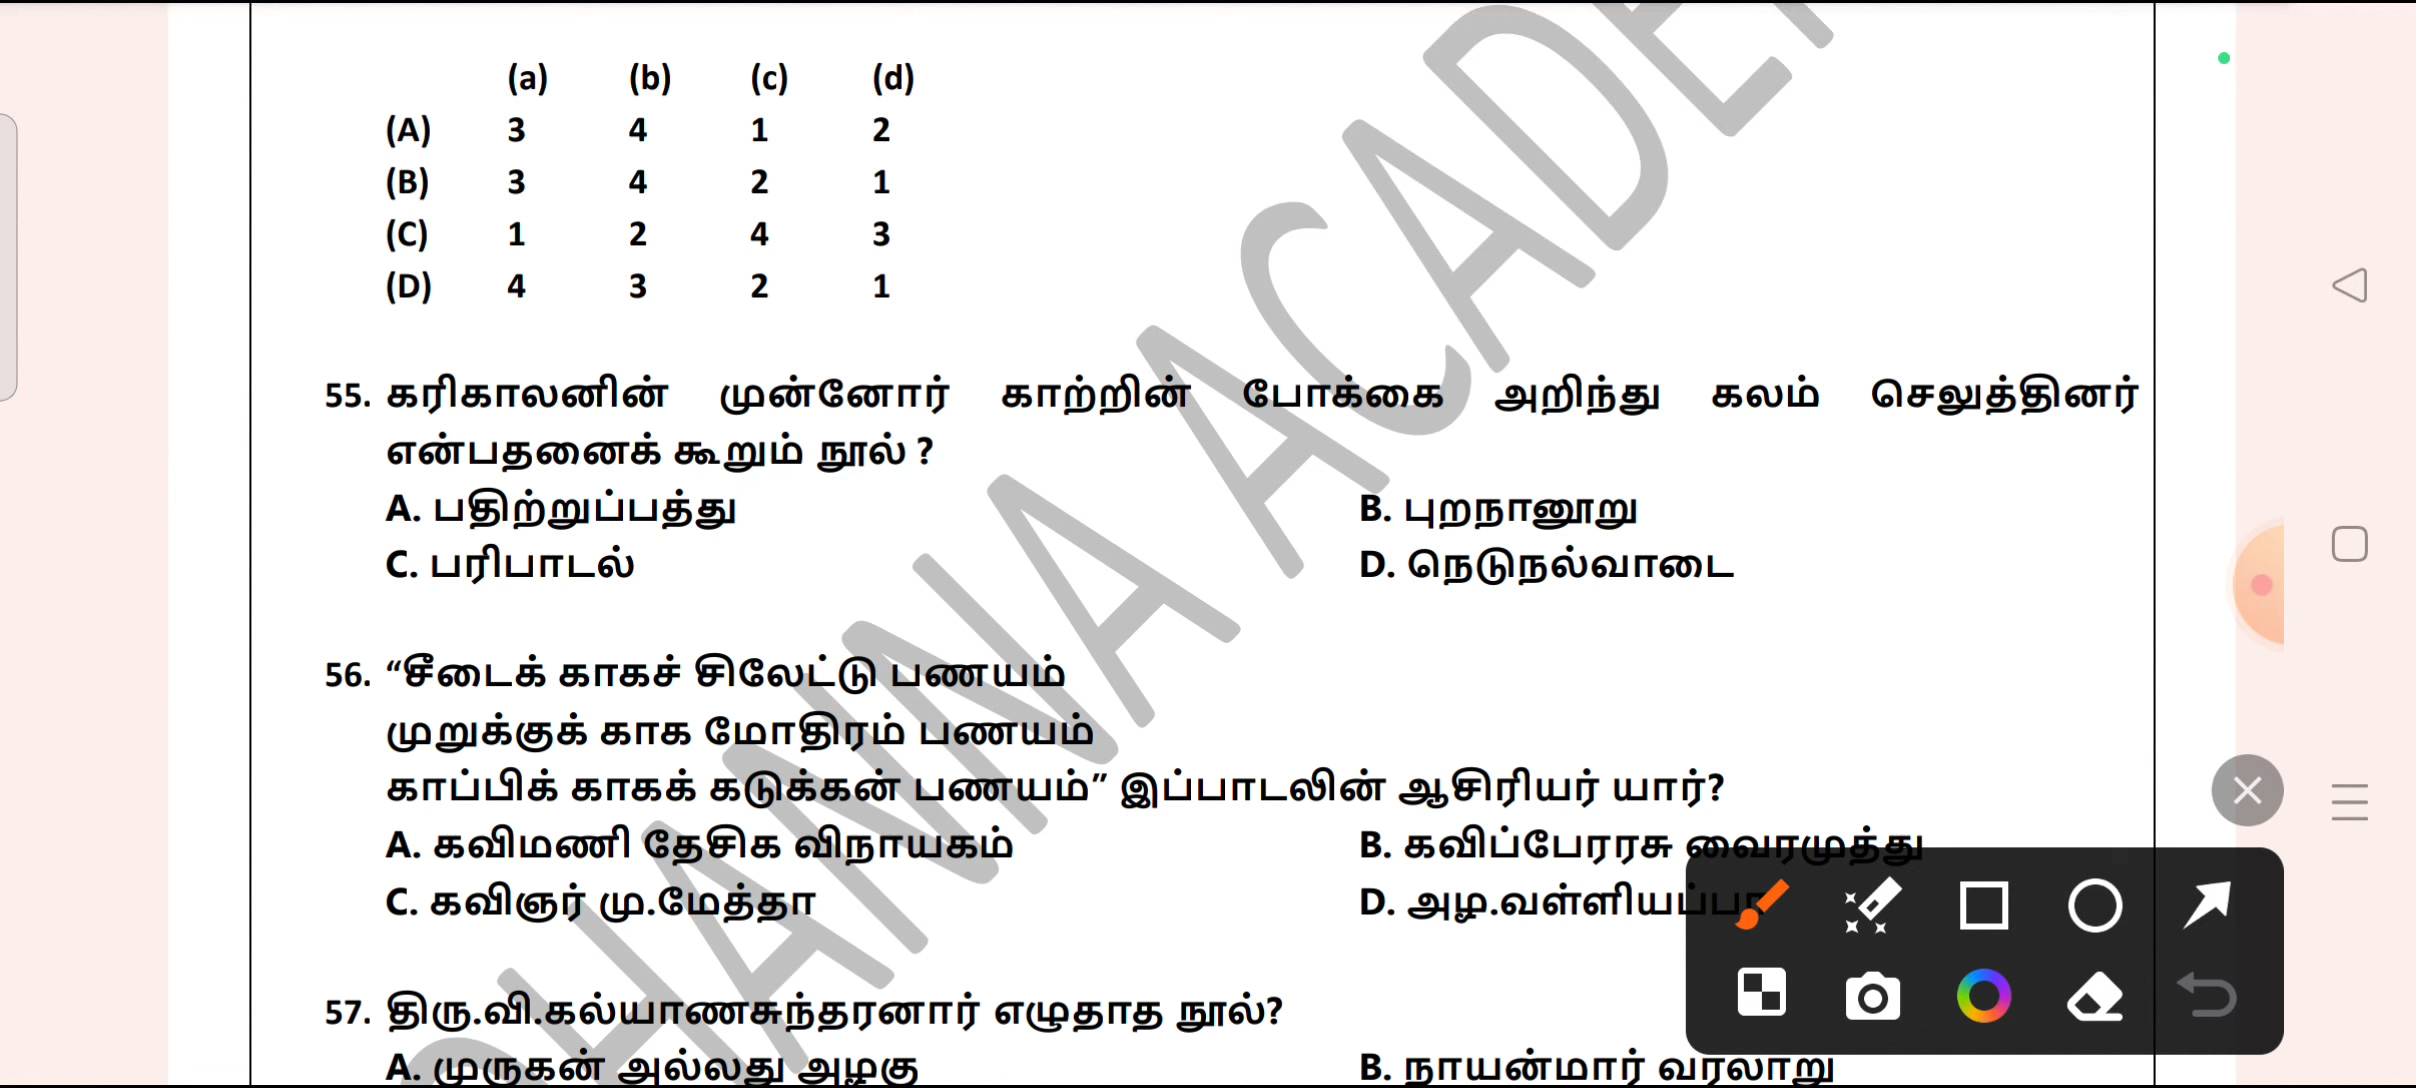 (a) (b) (c) (d)
(A) 3 4 1 2
(B) 3 4 2 1
(C) 1 2 4 3
(D) 4 3 2 1
55. கரிகாலனின் முன்னோர் காற்றின் போக்கை அறிந்து கலம் செலுத்தினர்
என்பதனைக் கூறும் நூல் ?
A. பதிற்றுப்பத்து B. புறநானூறு
C. பரிபாடல் D. நெடுநல்வாடை
56. “சீடைக் காகச் சிலேட்டு பணயம்
முறுக்குக் காக மோதிரம் பணயம்
காப்பிக் காகக் கடுக்கன் பணயம்” இப்பாடலின் ஆசிரியர் யார்?
A. கவிமணி தேசிக விநாயகம் B. கவிப்பேரரசு வைரமுத்து
C. கவிஞர் மு.மேத்தா D. அழ.வள்ளியப்பா
57. திரு.வி.கல்யாணசுந்தரனார் எழுதாத நூல்?
A. முருகன் அல்லது அழகு B. நாயன்மார் வரலாறு